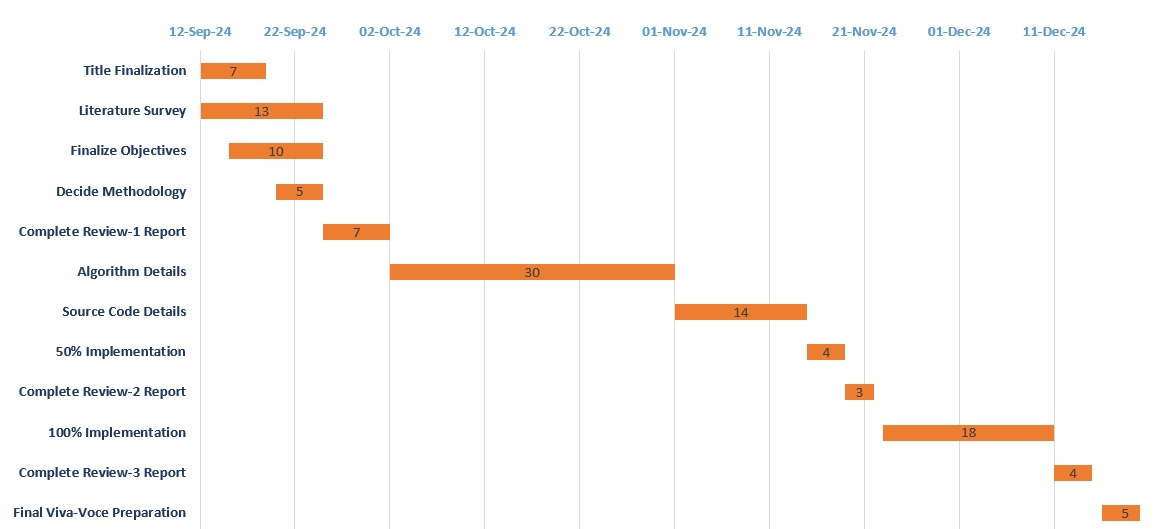 12-Sep-24 22-Sep-24 02-Oct-24 12-Oct-24 22-Oct-24 01-Nov-24 11-Nov-24 21-Nov-24 01-Dec-24 11-Dec-24
Title Finalization 7
Literature Survey 13
Finalize Objectives 10
Decide Methodology 5
Complete Review-1 Report 7
Algorithm Details 30
Source Code Details 14
50% Implementation 4
Complete Review-2 Report 3
100% Implementation 18
Complete Review-3 Report 4
Final Viva-Voce Preparation 5